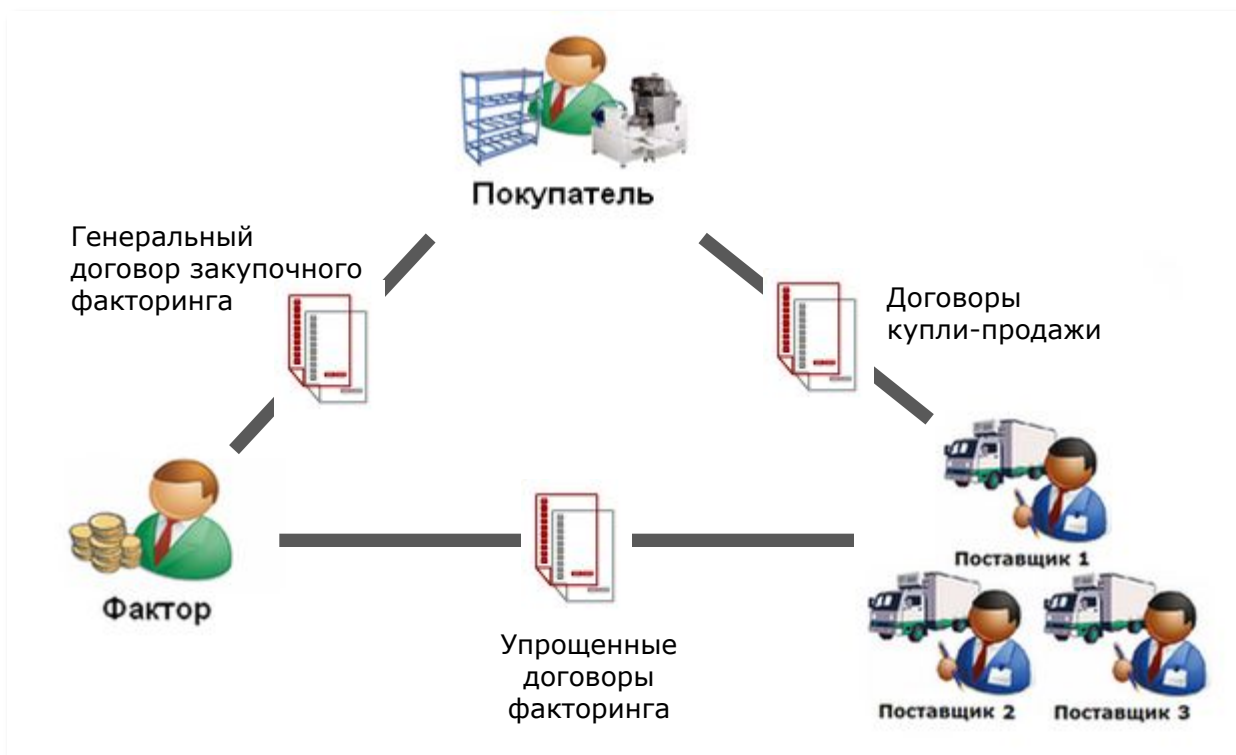 Покупатель
Генеральный
договор закупочного
факторинга
Договоры
купли-продажи
Фактор
Поставщик 1
Упрощенные
договоры
факторинга
Поставщик 2
Поставщик 3